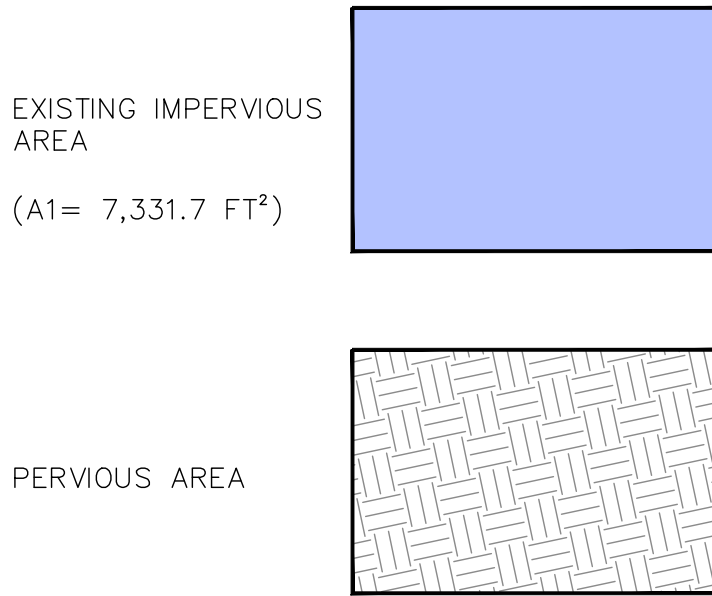 EXISTING IMPERVIOUS
AREA
(A1= 7,331.7 FT²)
PERVIOUS AREA